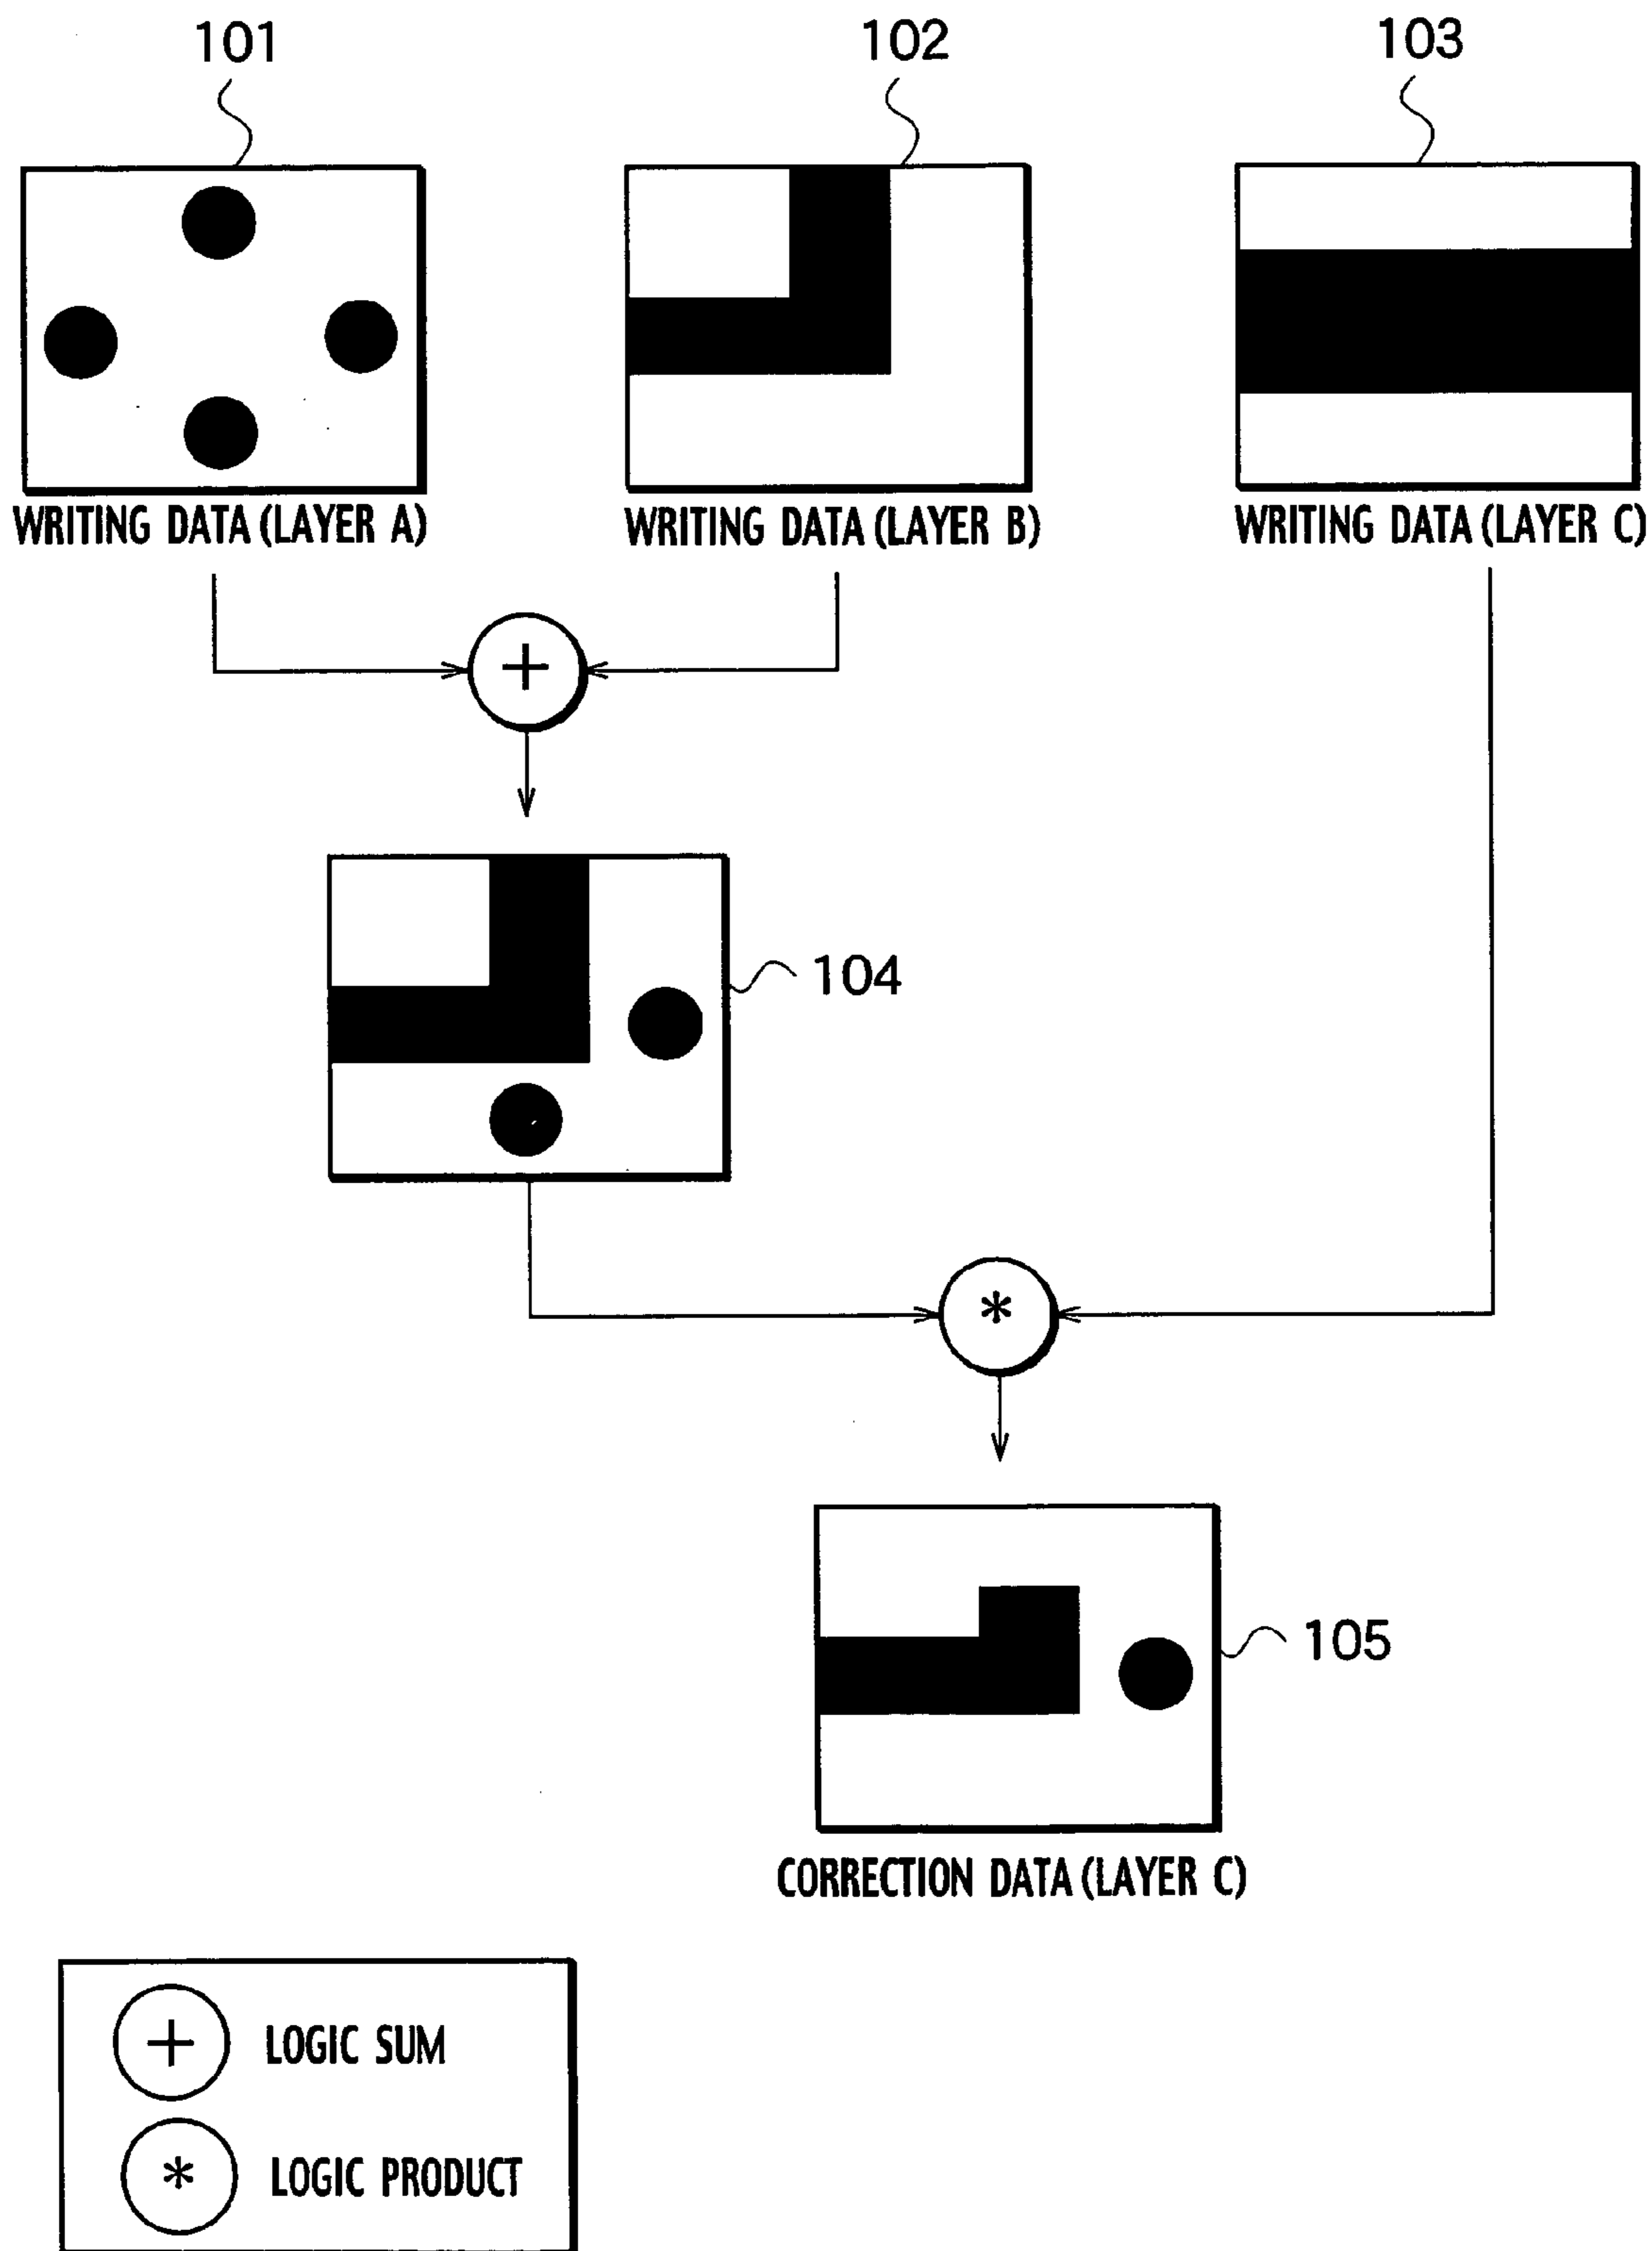 101
102
103
WRITING DATA (LAYER A)
WRITING DATA (LAYER B)
WRITING DATA (LAYER C)
+
104
*
105
CORRECTION DATA (LAYER C)
+ LOGIC SUM
* LOGIC PRODUCT